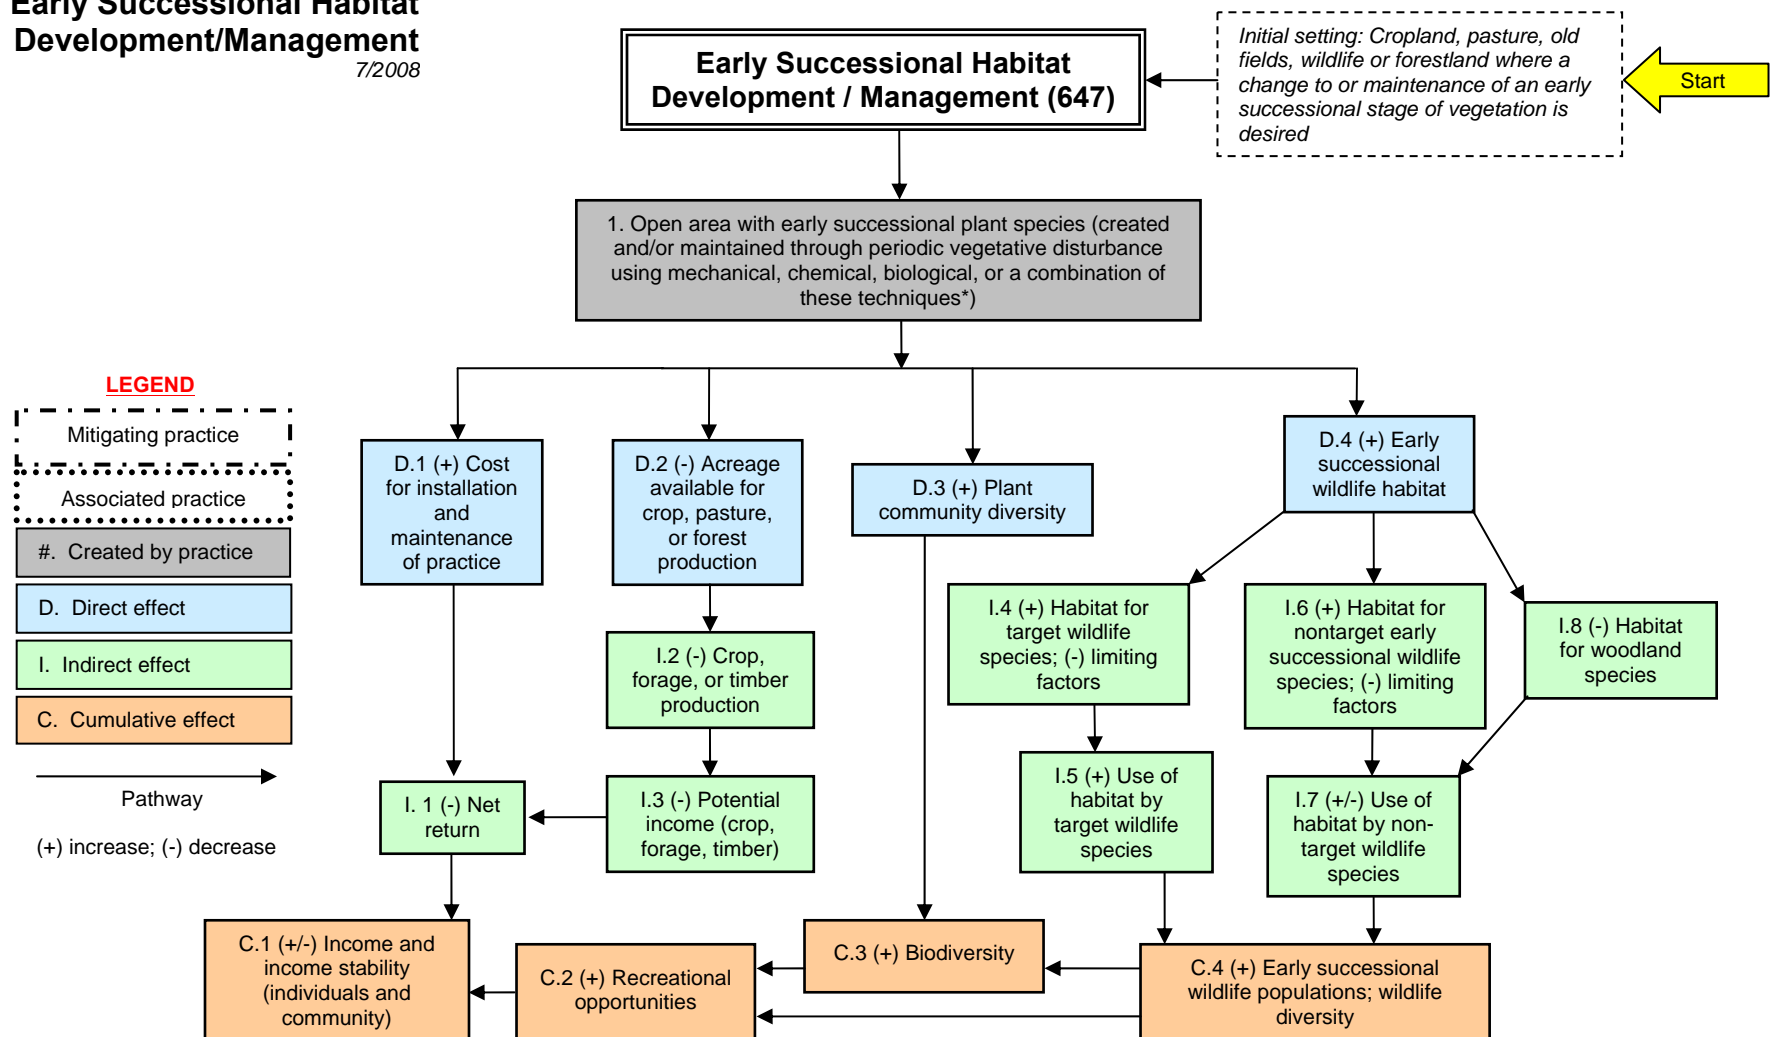 Early Successional Habitat
Development/Management
7/2008
Early Successional Habitat
Development / Management (647)
Initial setting: Cropland, pasture, old
fields, wildlife or forestland where a
change to or maintenance of an early
successional stage of vegetation is
desired
Start
1. Open area with early successional plant species (created
and/or maintained through periodic vegetative disturbance
using mechanical, chemical, biological, or a combination of
these techniques*)
LEGEND
Mitigating practice
Associated practice
#. Created by practice
D. Direct effect
I. Indirect effect
C. Cumulative effect
Pathway
(+) increase; (-) decrease
D.1 (+) Cost
for installation
and
maintenance
of practice
D.2 (-) Acreage
available for
crop, pasture,
or forest
production
D.3 (+) Plant
community diversity
D.4 (+) Early
successional
wildlife habitat
I.2 (-) Crop,
forage, or timber
production
I.4 (+) Habitat for
target wildlife
species; (-) limiting
factors
I.6 (+) Habitat for
nontarget early
successional wildlife
species; (-) limiting
factors
I.8 (-) Habitat
for woodland
species
I. 1 (-) Net
return
I.3 (-) Potential
income (crop,
forage, timber)
I.5 (+) Use of
habitat by
target wildlife
species
I.7 (+/-) Use of
habitat by non-
target wildlife
species
C.1 (+/-) Income and
income stability
(individuals and
community)
C.2 (+) Recreational
opportunities
C.3 (+) Biodiversity
C.4 (+) Early successional
wildlife populations; wildlife
diversity